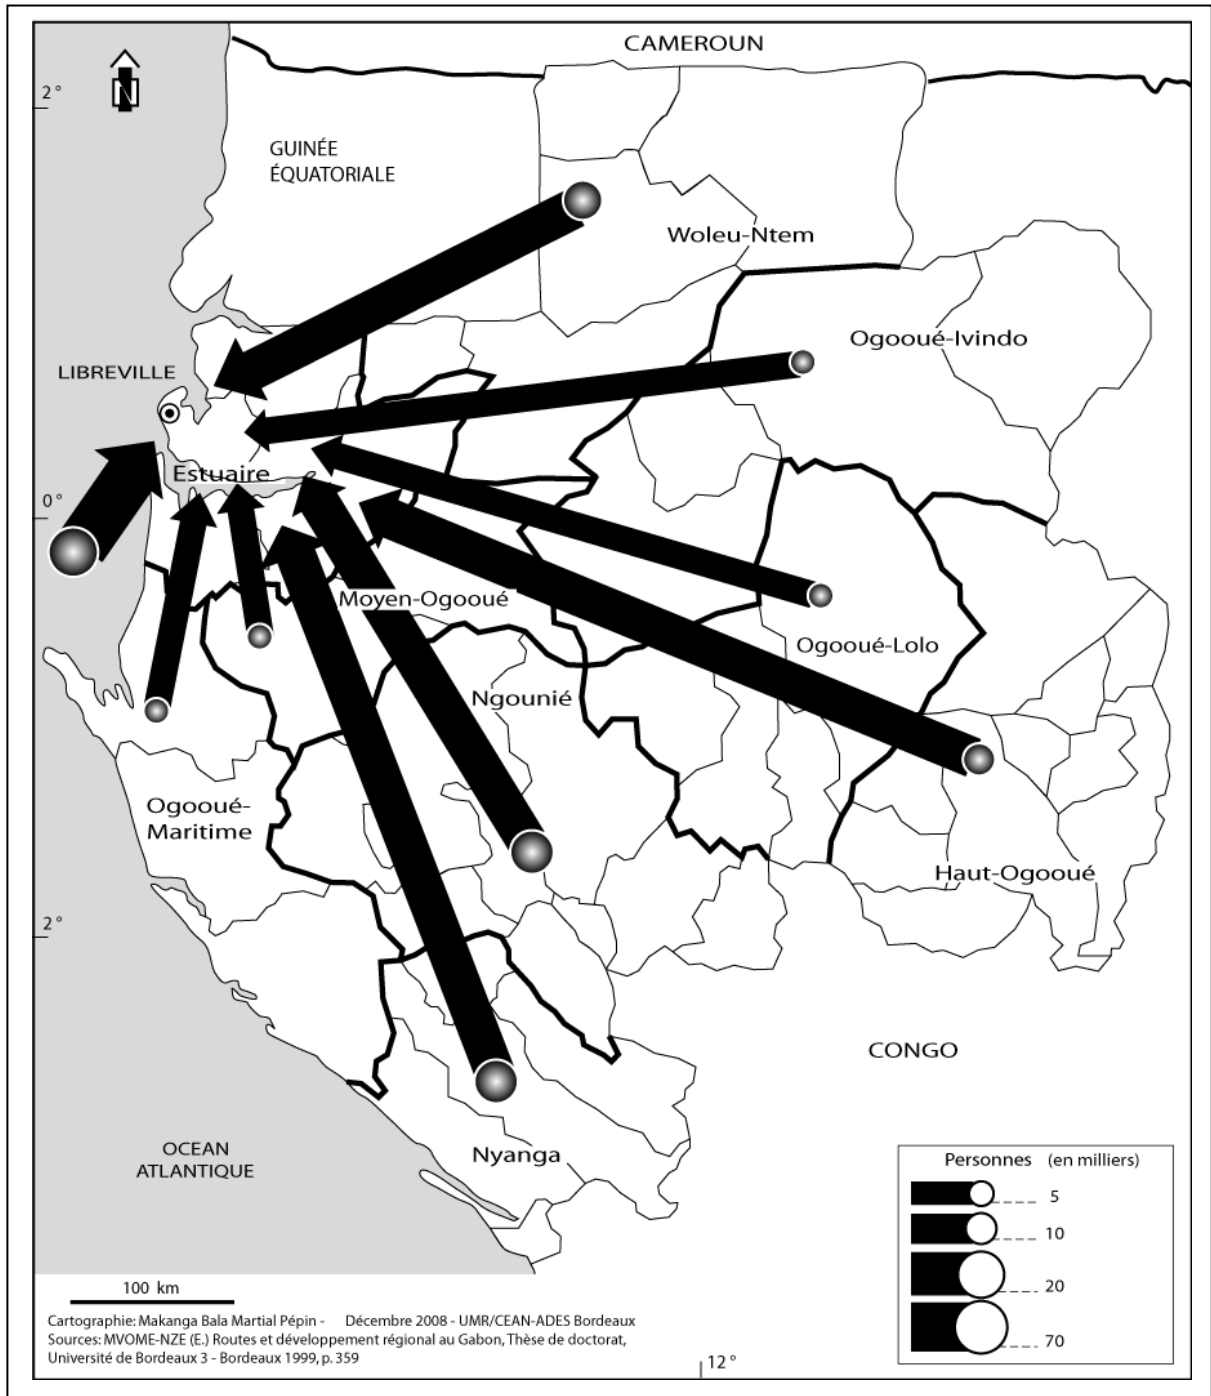 CAMEROUN
N
2°
GUINÉE
ÉQUATORIALE
Woleu-Ntem
Ogooué-Ivindo
LIBREVILLE
Estuaire
0°
Moyen-Ogooué
Ogooué-Lolo
Ngounié
Ogooué-
Maritime
Haut-Ogooué
2°
CONGO
OCEAN
ATLANTIQUE
Nyanga
Personnes (en milliers)
5
10
20
70
100 km
Cartographie: Makanga Bala Martial Pépin - Décembre 2008 - UMR/CEAN-ADES Bordeaux
Sources: MVOME-NZE (E.) Routes et développement régional au Gabon, Thèse de doctorat,
Université de Bordeaux 3 - Bordeaux 1999, p. 359
12°